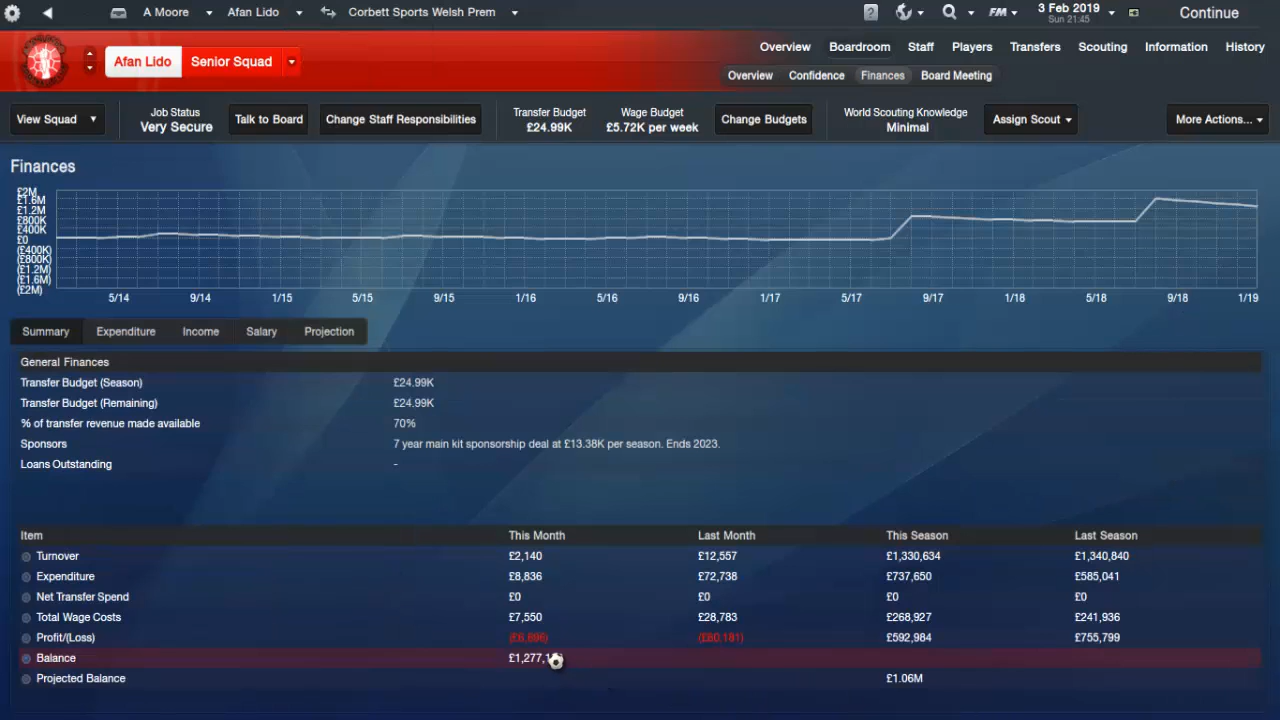 A Moore Afan Lido Corbett Sports Welsh Prem ? FM 3 Feb 2019 Sun 21:45 Continue
Afan Lido Senior Squad Overview Boardroom Staff Players Transfers Scouting Information History
Overview Confidence Finances Board Meeting
View Squad Job Status Very Secure Talk to Board Change Staff Responsibilities Transfer Budget £24.99K Wage Budget £5.72K per week Change Budgets World Scouting Knowledge Minimal Assign Scout More Actions...
Finances
£2M
£1.6M
£1.2M
£800K
£400K
£0
(£400K)
(£800K)
(£1.2M)
(£1.6M)
(£2M)
5/14 9/14 1/15 5/15 9/15 1/16 5/16 9/16 1/17 5/17 9/17 1/18 5/18 9/18 1/19
Summary Expenditure Income Salary Projection
General Finances
Transfer Budget (Season) £24.99K
Transfer Budget (Remaining) £24.99K
% of transfer revenue made available 70%
Sponsors 7 year main kit sponsorship deal at £13.38K per season. Ends 2023.
Loans Outstanding -
Item This Month Last Month This Season Last Season
Turnover £2,140 £12,557 £1,330,634 £1,340,840
Expenditure £8,836 £72,738 £737,650 £585,041
Net Transfer Spend £0 £0 £0 £0
Total Wage Costs £7,550 £28,783 £268,927 £241,936
Profit/(Loss) (£6,696) (£60,181) £592,984 £755,799
Balance
Projected Balance £1.06M